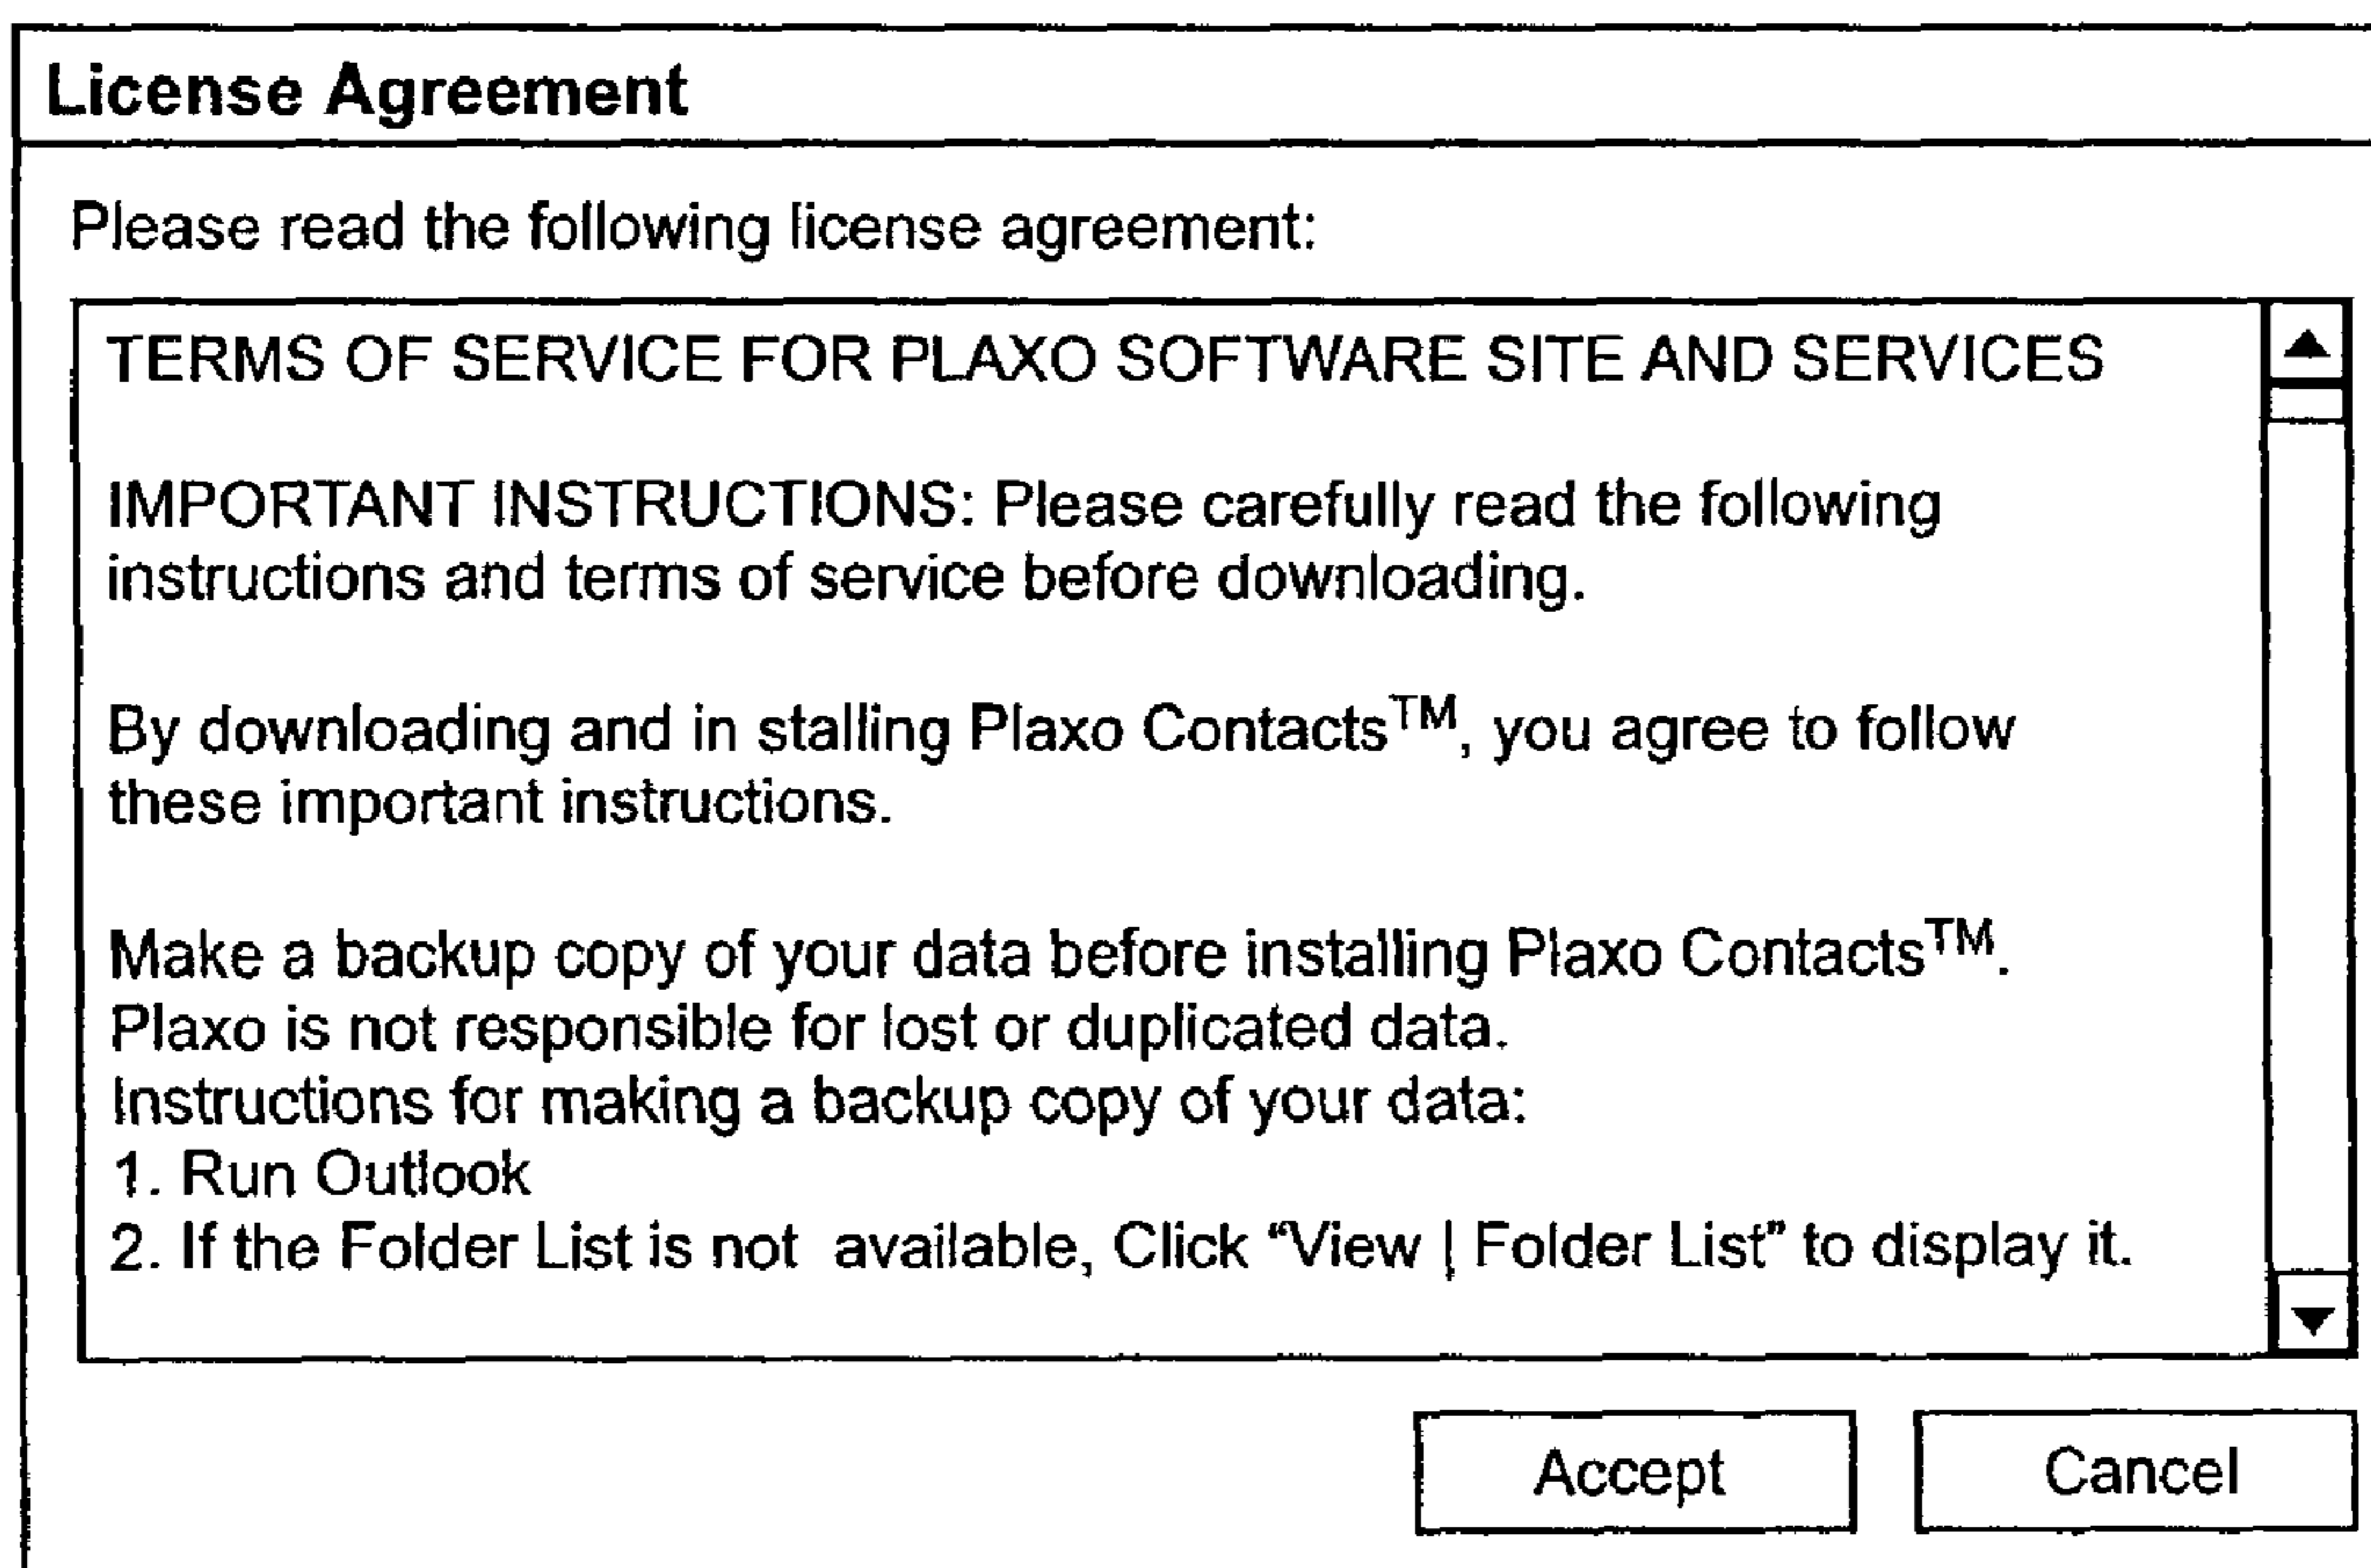 License Agreement
Please read the following license agreement:
TERMS OF SERVICE FOR PLAXO SOFTWARE SITE AND SERVICES
IMPORTANT INSTRUCTIONS: Please carefully read the following
instructions and terms of service before downloading.
By downloading and in stalling Plaxo Contacts™, you agree to follow
these important instructions.
Make a backup copy of your data before installing Plaxo Contacts™.
Plaxo is not responsible for lost or duplicated data.
Instructions for making a backup copy of your data:
1. Run Outlook
2. If the Folder List is not  available, Click “View | Folder List” to display it.
Accept
Cancel